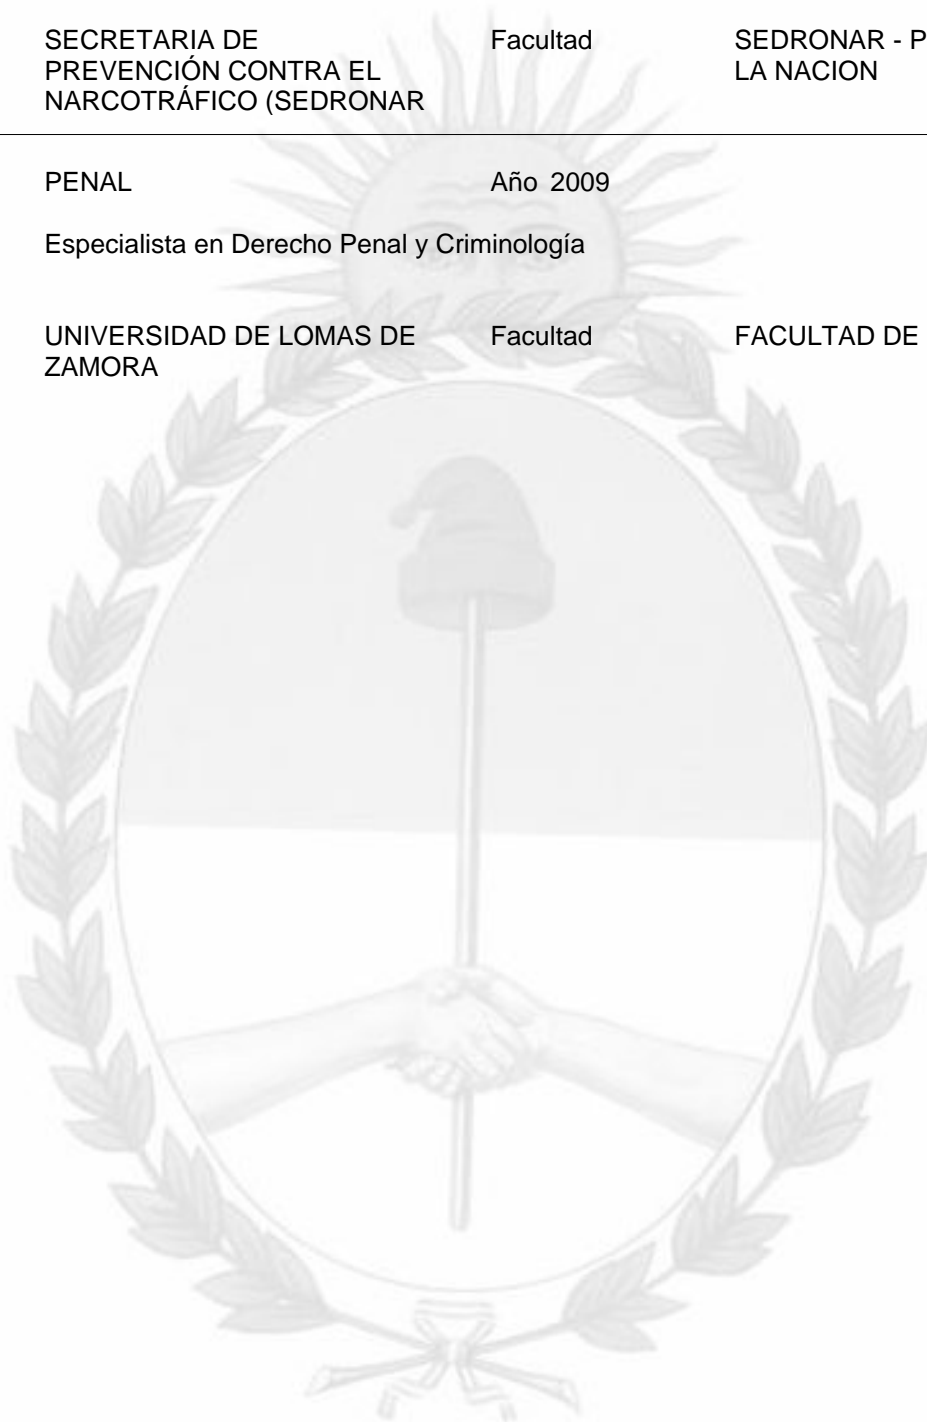 SECRETARIA DE Facultad SEDRONAR - P
PREVENCIÓN CONTRA EL LA NACION
NARCOTRÁFICO (SEDRONAR
PENAL Año 2009
Especialista en Derecho Penal y Criminología
UNIVERSIDAD DE LOMAS DE Facultad FACULTAD DE
ZAMORA